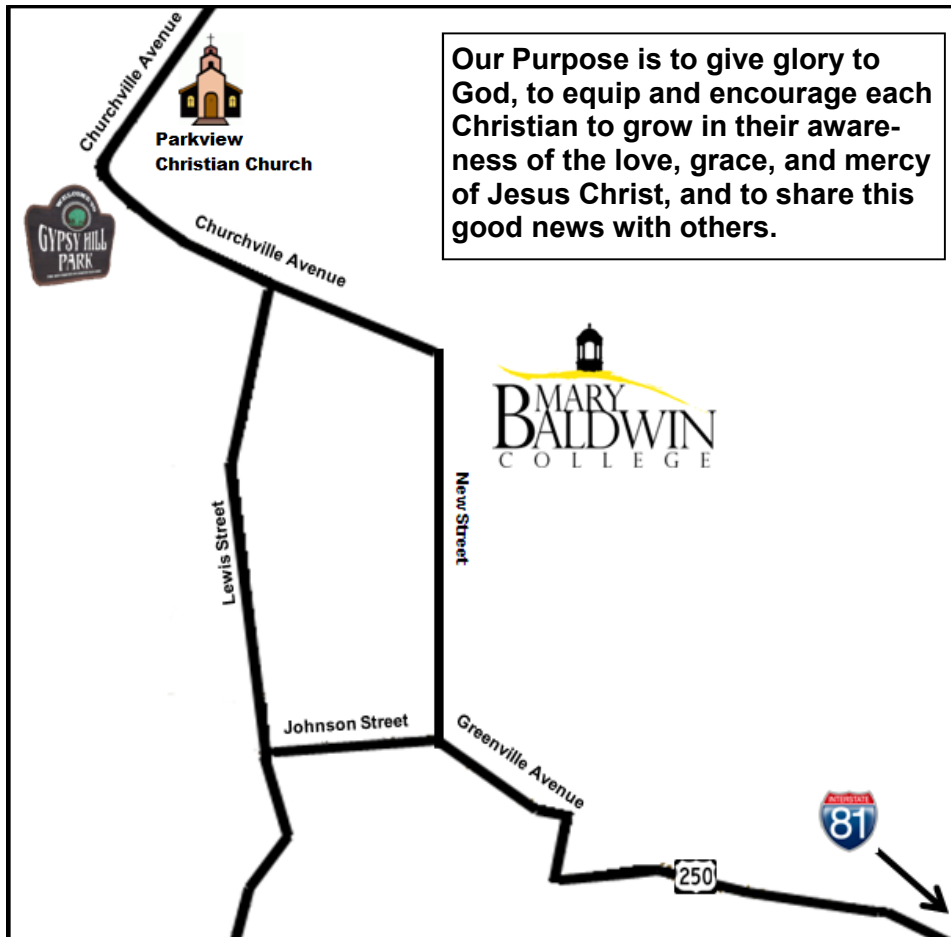 Churchville Avenue
Our Purpose is to give glory to
God, to equip and encourage each
Christian to grow in their aware-
ness of the love, grace, and mercy
of Jesus Christ, and to share this
good news with others.
Parkview
Christian Church
WELCOME TO
GYPSY HILL
PARK
Churchville Avenue
MARY
BALDWIN
COLLEGE
New Street
Lewis Street
Johnson Street
Greenville Avenue
INTERSTATE
81
250